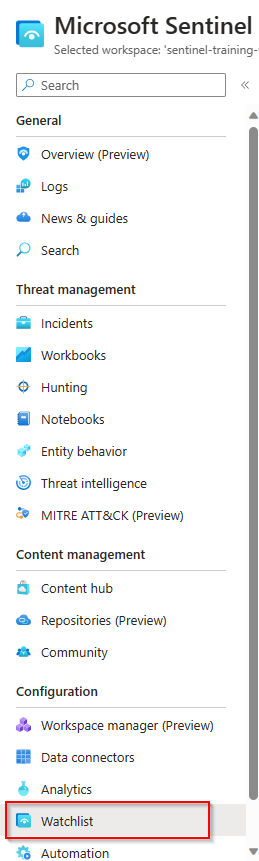 Microsoft Sentinel
Selected workspace: 'sentinel-training-
Search
General
Overview (Preview)
Logs
News & guides
Search
Threat management
Incidents
Workbooks
Hunting
Notebooks
Entity behavior
Threat intelligence
MITRE ATT&CK (Preview)
Content management
Content hub
Repositories (Preview)
Community
Configuration
Workspace manager (Preview)
Data connectors
Analytics
Watchlist
Automation